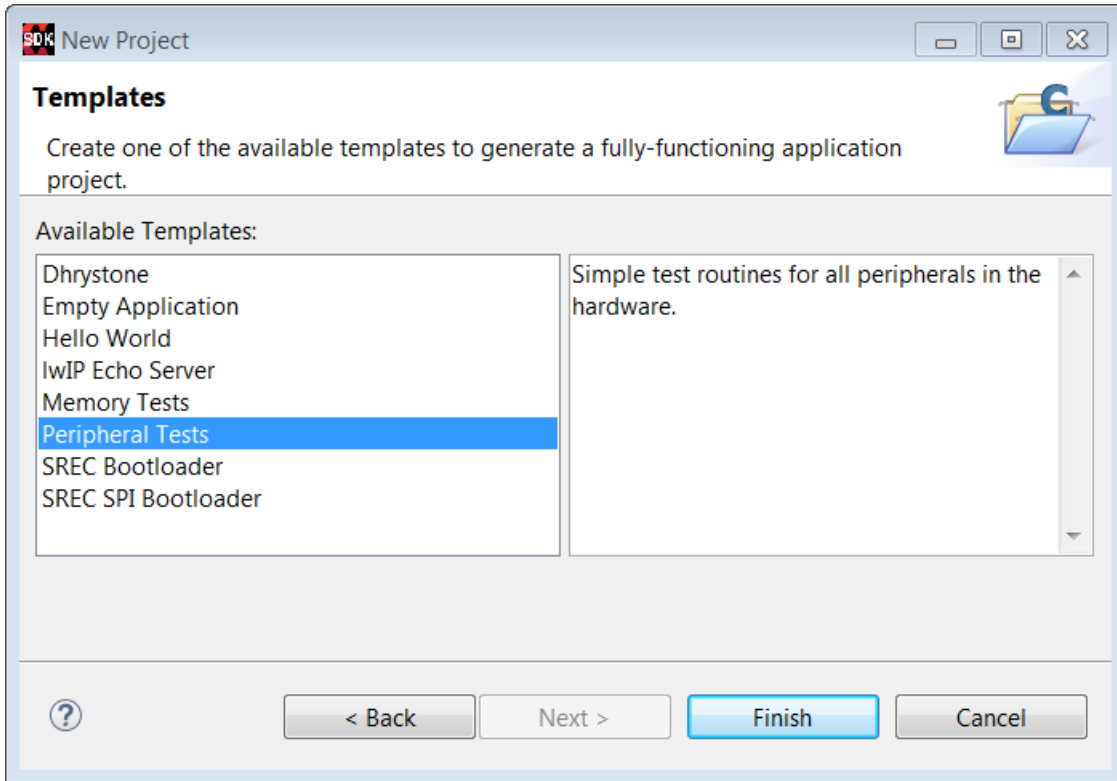 SDK New Project
Templates
C
Create one of the available templates to generate a fully-functioning application
project.
Available Templates:
Dhrystone
Empty Application
Hello World
lwIP Echo Server
Memory Tests
Peripheral Tests
SREC Bootloader
SREC SPI Bootloader
Simple test routines for all peripherals in the
hardware.
?
< Back
Next >
Finish
Cancel